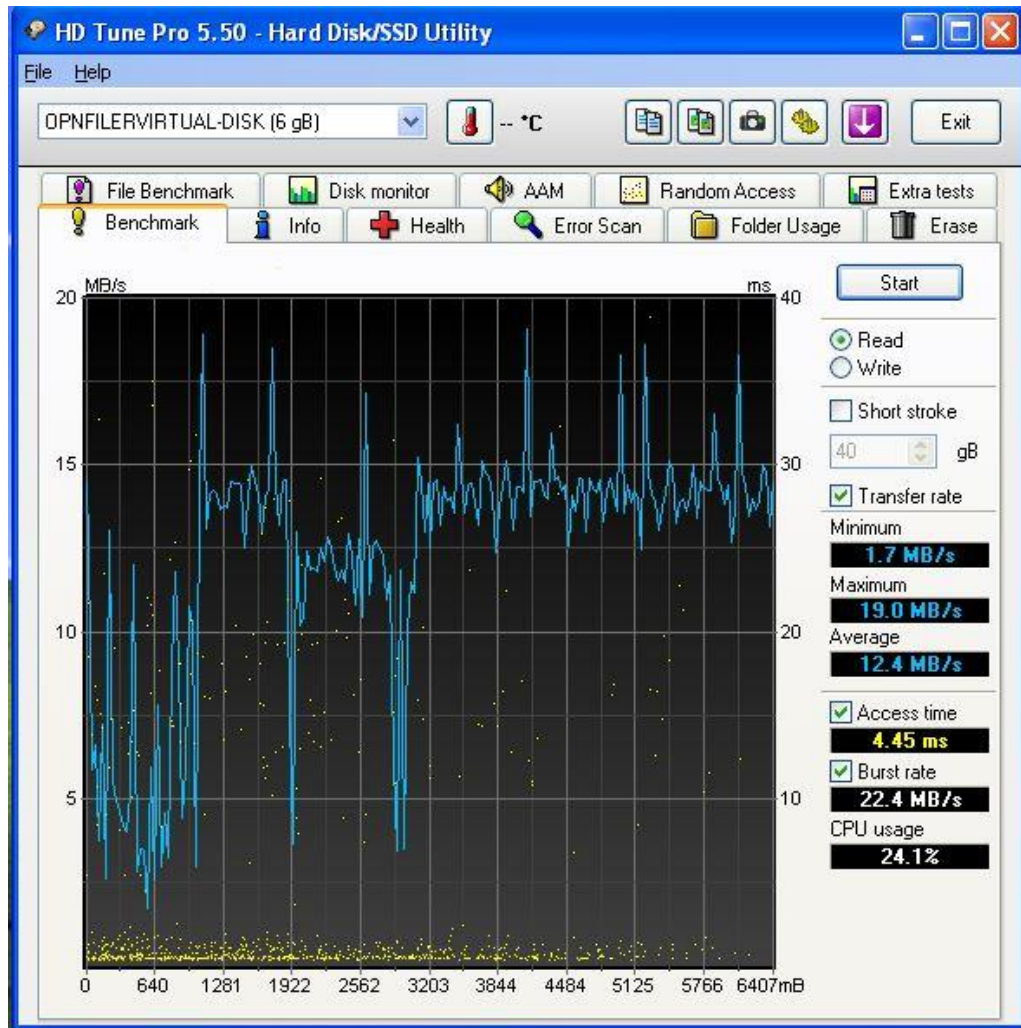 HD Tune Pro 5.50 - Hard Disk/SSD Utility
File Help
OPNFILERVIRTUAL-DISK (6 gB) -- °C Exit
File Benchmark Disk monitor AAM Random Access Extra tests
Benchmark Info Health Error Scan Folder Usage Erase
MB/s ms
20 40
15 30
10 20
5 10
0 640 1281 1922 2562 3203 3844 4484 5125 5766 6407mB
Start
Read
Write
Short stroke
40 gB
Transfer rate
Minimum
1.7 MB/s
Maximum
19.0 MB/s
Average
12.4 MB/s
Access time
4.45 ms
Burst rate
22.4 MB/s
CPU usage
24.1%